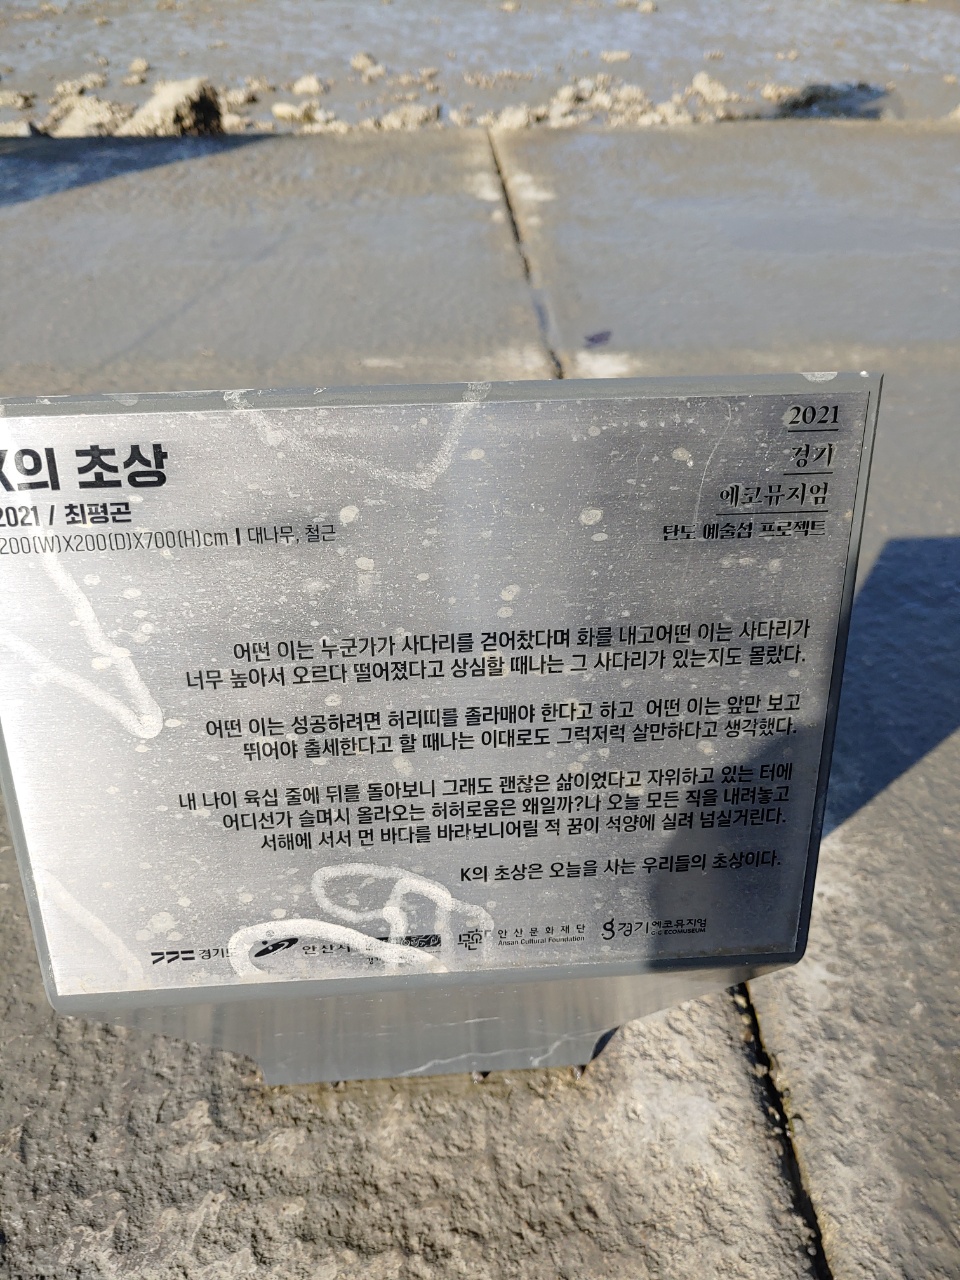 K의 초상
2021 / 최평곤
200(W)X200(D)X700(H)cm | 대나무, 철근
2021
경기
에코뮤지엄
탄도 예술섬 프로젝트
어떤 이는 누군가가 사다리를 걷어찼다며 화를 내고어떤 이는 사다리가
너무 높아서 오르다 떨어졌다고 상심할 때나는 그 사다리가 있는지도 몰랐다.
어떤 이는 성공하려면 허리띠를 졸라매야 한다고 하고 어떤 이는 앞만 보고
뛰어야 출세한다고 할 때나는 이대로도 그럭저럭 살만하다고 생각했다.
내 나이 육십 줄에 뒤를 돌아보니 그래도 괜찮은 삶이었다고 자위하고 있는 터에
어디선가 슬며시 올라오는 허허로움은 왜일까?나 오늘 모든 직을 내려놓고
서해에 서서 먼 바다를 바라보니어릴 적 꿈이 석양에 실려 넘실거린다.
K의 초상은 오늘을 사는 우리들의 초상이다.
경기도 안산시 안산문화재단 경기에코뮤지엄
Ansan Cultural Foundation ECOMUSEUM